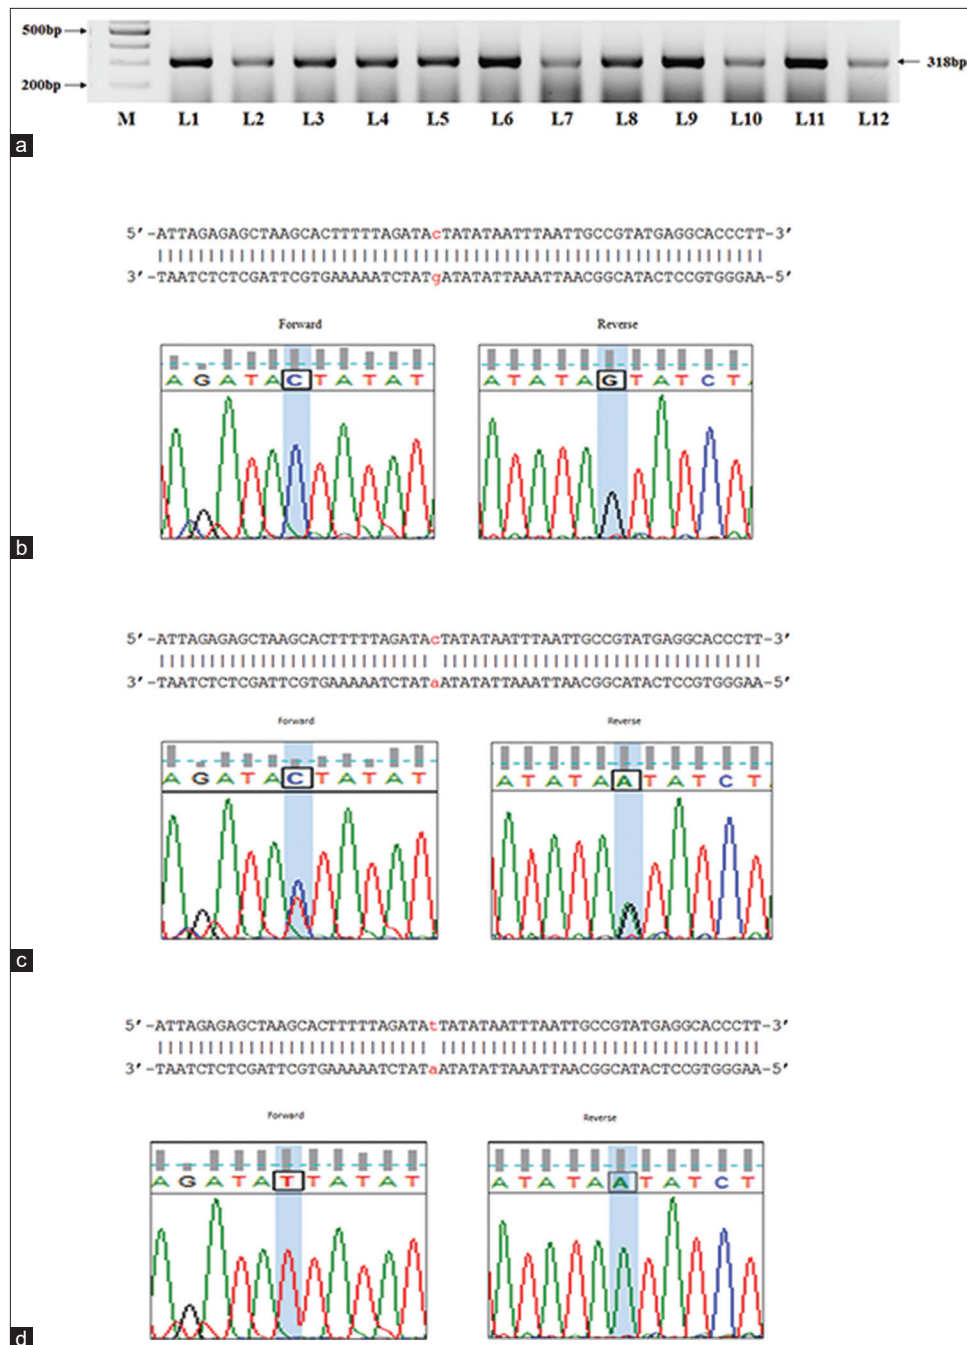 500bp
200bp
318bp
M L1 L2 L3 L4 L5 L6 L7 L8 L9 L10 L11 L12
a
5'-ATTAGAGAGCTAAGCACTTTTTAGATAcTATATAATTTAATTGCCGTATGAGGCACCCTT-3'
3'-TAATCTCTCGATTCGTGAAAAATCTATgATATATTAAATTAACGGCATACTCCGTGGGAA-5'
Forward Reverse
AGATACTATAT ATATAGTATCTA
b
5'-ATTAGAGAGCTAAGCACTTTTTAGATAcTATATAATTTAATTGCCGTATGAGGCACCCTT-3'
3'-TAATCTCTCGATTCGTGAAAAATCTATaATATATTAAATTAACGGCATACTCCGTGGGAA-5'
Forward Reverse
AGATACTATAT ATATAATATCT
c
5'-ATTAGAGAGCTAAGCACTTTTTAGATAtTATATAATTTAATTGCCGTATGAGGCACCCTT-3'
3'-TAATCTCTCGATTCGTGAAAAATCTATaATATATTAAATTAACGGCATACTCCGTGGGAA-5'
Forward Reverse
AGATATTATAT ATATAATATCT
d